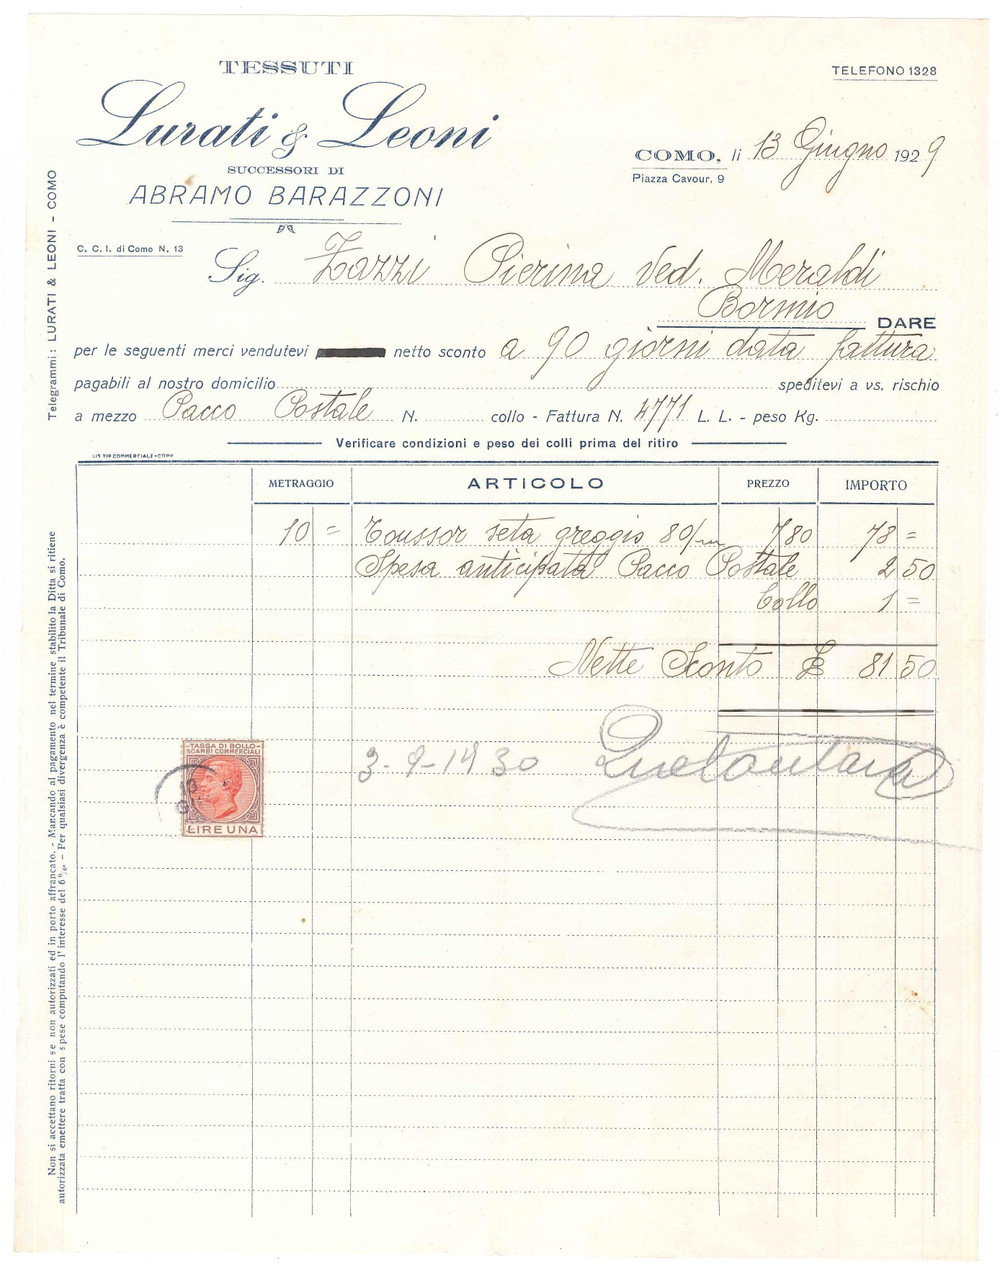 TESSUTI
TELEFONO 1328
Lurati & Leoni
SUCCESSORI DI
ABRAMO BARAZZONI
COMO, li 13 Giugno 1929
Piazza Cavour, 9
C. C. I. di Como N. 13
Sig. Zazzi Pierina Ved. Meraldi
Bormio
DARE
per le seguenti merci vendutevi netto sconto a 90 giorni data fattura
pagabili al nostro domicilio speditevi a vs. rischio
a mezzo Pacco Postale N. collo - Fattura N. 4771 L. L. - peso Kg.
Verificare condizioni e peso dei colli prima del ritiro
METRAGGIO ARTICOLO PREZZO IMPORTO
10 = Toussor seta greggio 80/m 7 80 78 =
Spesa anticipata Pacco Postale 2 50
bollo 1 =
Netto Sconto £ 81 50
TASSA DI BOLLO
SCAMBI COMMERCIALI
LIRE UNA
3-9-1930
Telegrammi: LURATI & LEONI - COMO
Non si accettano ritorni se non autorizzati ed in porto affrancato. - Mancando al pagamento nel termine stabilito la Ditta si ritiene
autorizzata emettere tratta con spese computando l'interesse del 6%. - Per qualsiasi divergenza è competente il Tribunale di Como.